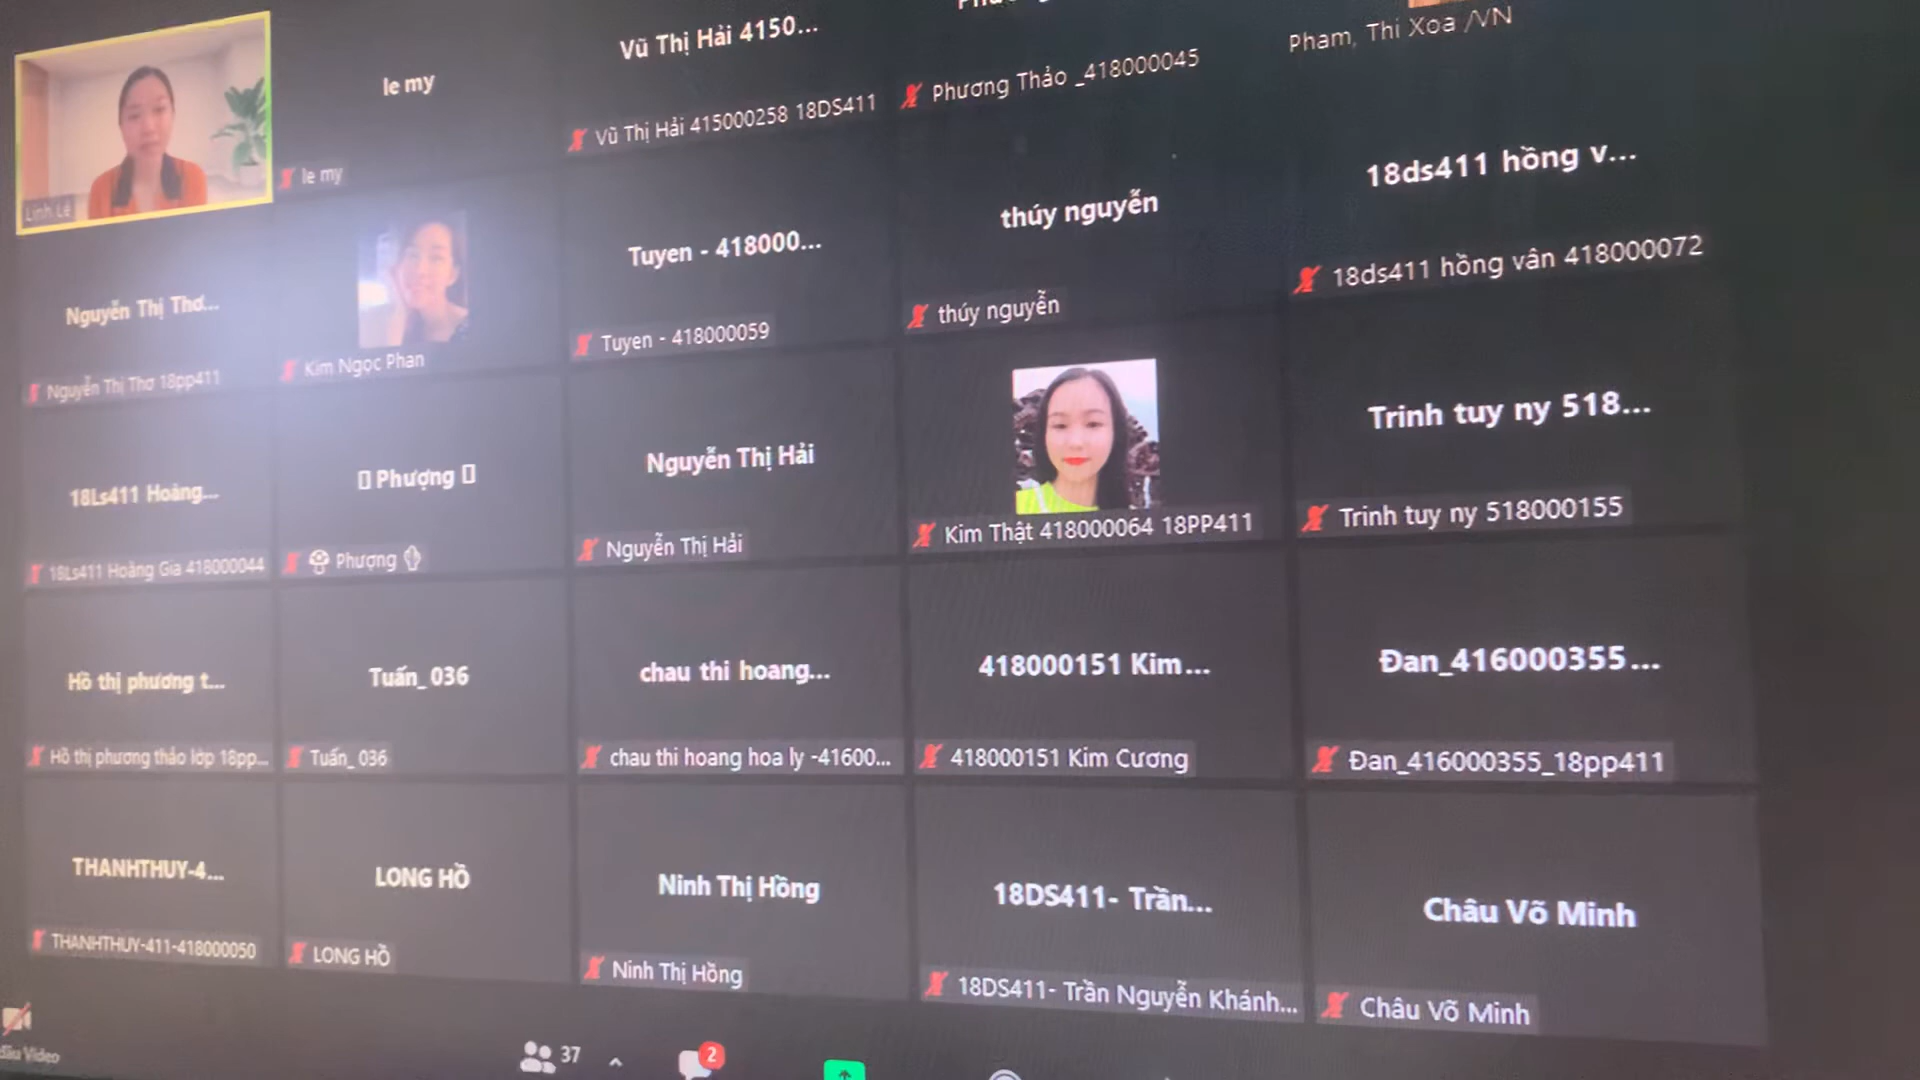 Vũ Thị Hải 4150...
Pham, Thi Xoa /VN
le my
Vũ Thị Hải 415000258 18DS411
Phương Thảo _418000045
Linh Lê
le my
Nguyễn Thị Thơ...
Tuyen - 418000...
thúy nguyễn
18ds411 hồng v...
Nguyễn Thị Thơ 18pp411
Kim Ngọc Phan
Tuyen - 418000059
thúy nguyễn
18ds411 hồng vân 418000072
18Ls411 Hoàng...
Phượng
Nguyễn Thị Hải
Trinh tuy ny 518...
18Ls411 Hoàng Gia 418000044
Phượng
Nguyễn Thị Hải
Kim Thật 418000064 18PP411
Trinh tuy ny 518000155
Hồ thị phương t...
Tuấn_ 036
chau thi hoang...
418000151 Kim...
Đan_416000355...
Hồ thị phương thảo lớp 18pp...
Tuấn_ 036
chau thi hoang hoa ly -41600...
418000151 Kim Cương
Đan_416000355_18pp411
THANHTHUY-4...
LONG HỒ
Ninh Thị Hồng
18DS411- Trần...
Châu Võ Minh
THANHTHUY-411-418000050
LONG HỒ
Ninh Thị Hồng
18DS411- Trần Nguyễn Khánh...
Châu Võ Minh
đầu Video
37
2